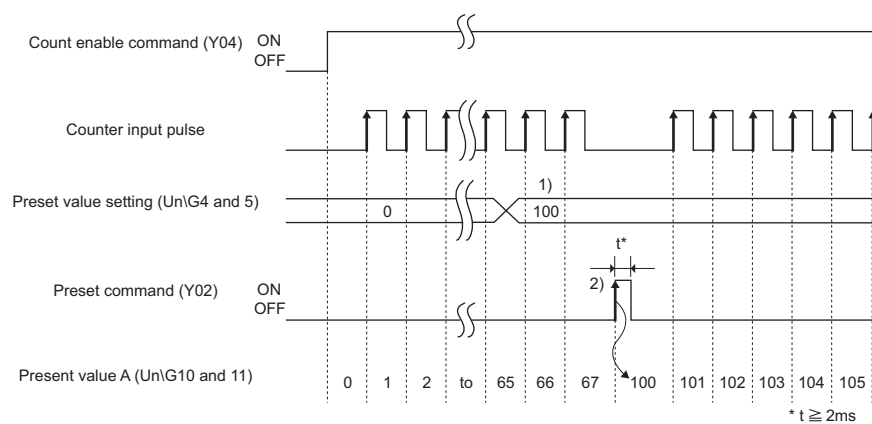 Count enable command (Y04) ON
OFF
Counter input pulse
1)
Preset value setting (Un\G4 and 5)
0 100
t*
2)
Preset command (Y02) ON
OFF
Present value A (Un\G10 and 11) 0 1 2 to 65 66 67 100 101 102 103 104 105
* t ≧ 2ms